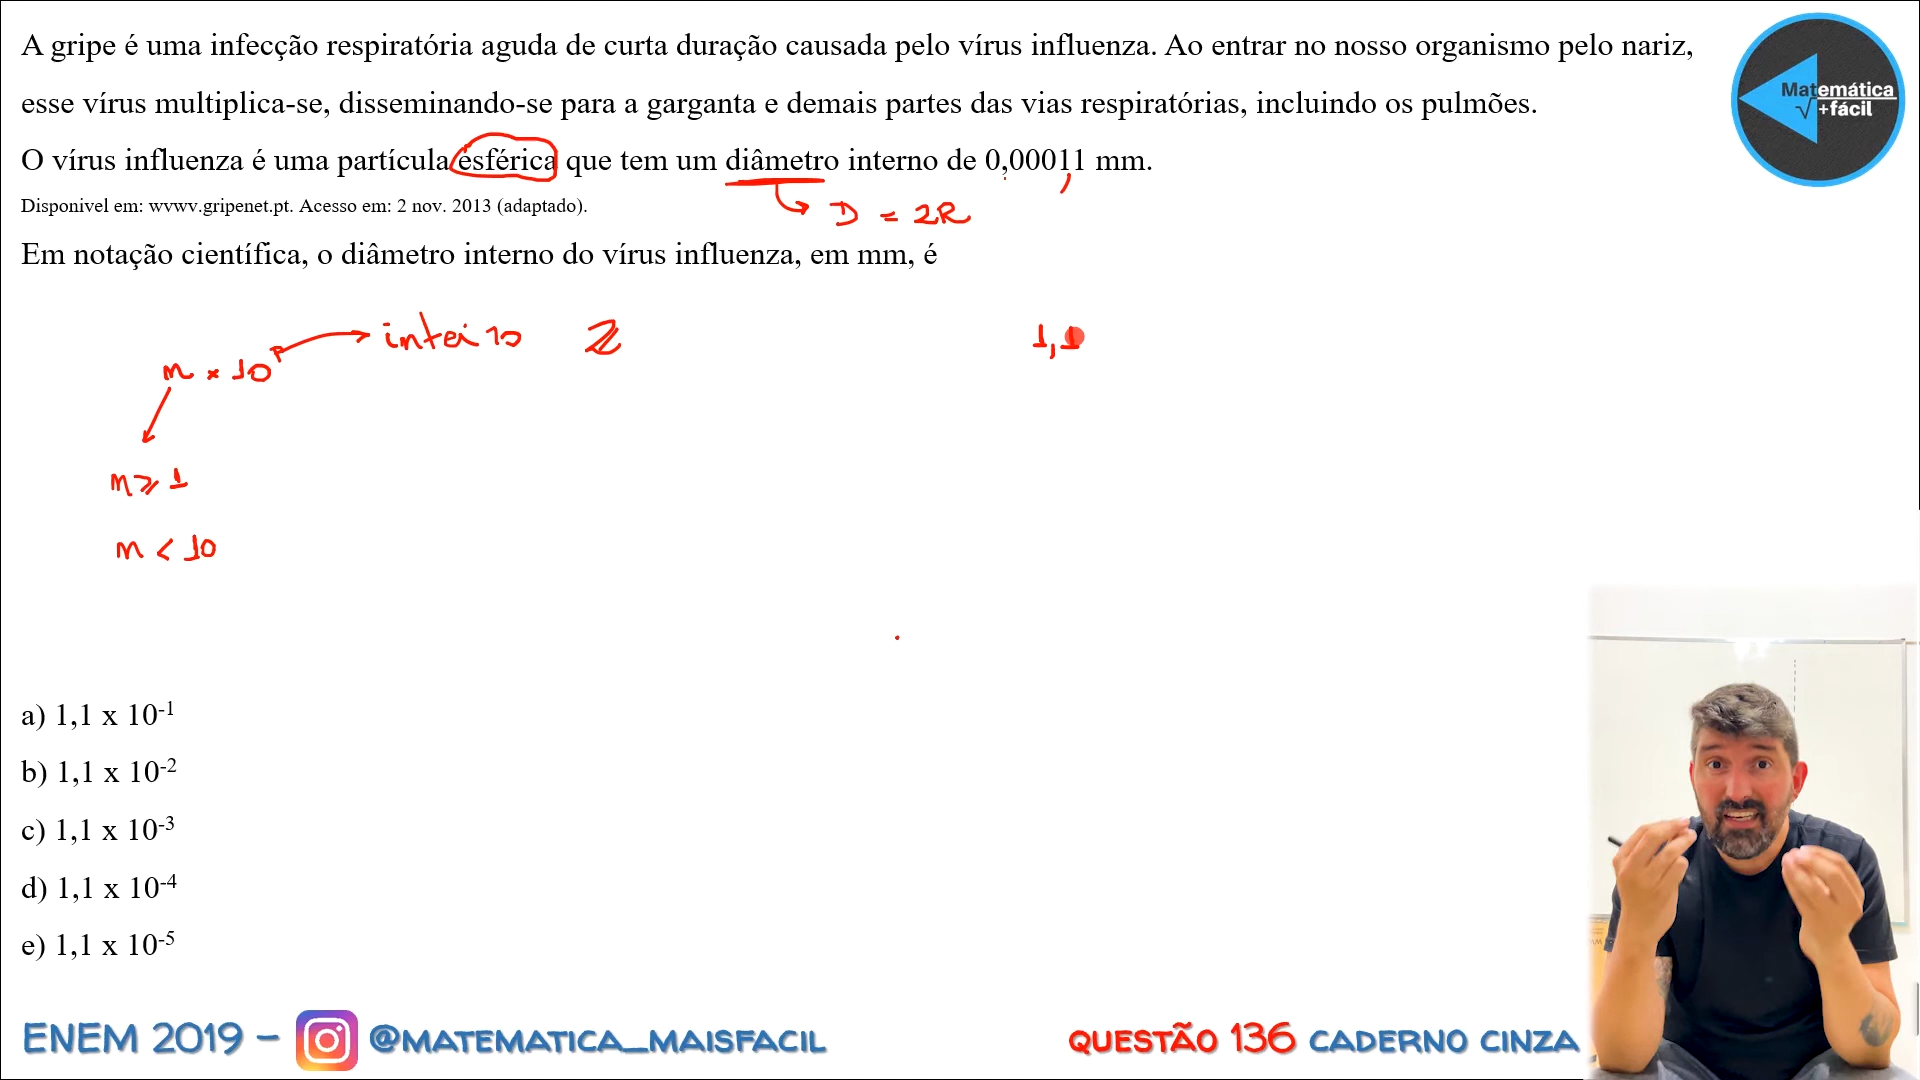 A gripe é uma infecção respiratória aguda de curta duração causada pelo vírus influenza. Ao entrar no nosso organismo pelo nariz,
esse vírus multiplica-se, disseminando-se para a garganta e demais partes das vias respiratórias, incluindo os pulmões.
O vírus influenza é uma partícula esférica que tem um diâmetro interno de 0,00011 mm.
Disponivel em: wvwv.gripenet.pt. Acesso em: 2 nov. 2013 (adaptado).
D = 2R
Em notação científica, o diâmetro interno do vírus influenza, em mm, é
m × 10ᴾ
inteiro ℤ
1,1
m ⩾ 1
m < 10
a) 1,1 x 10⁻¹
b) 1,1 x 10⁻²
c) 1,1 x 10⁻³
d) 1,1 x 10⁻⁴
e) 1,1 x 10⁻⁵
Matemática
√ +fácil
ENEM 2019 – @MATEMATICA_MAISFACIL
QUESTÃO 136 CADERNO CINZA